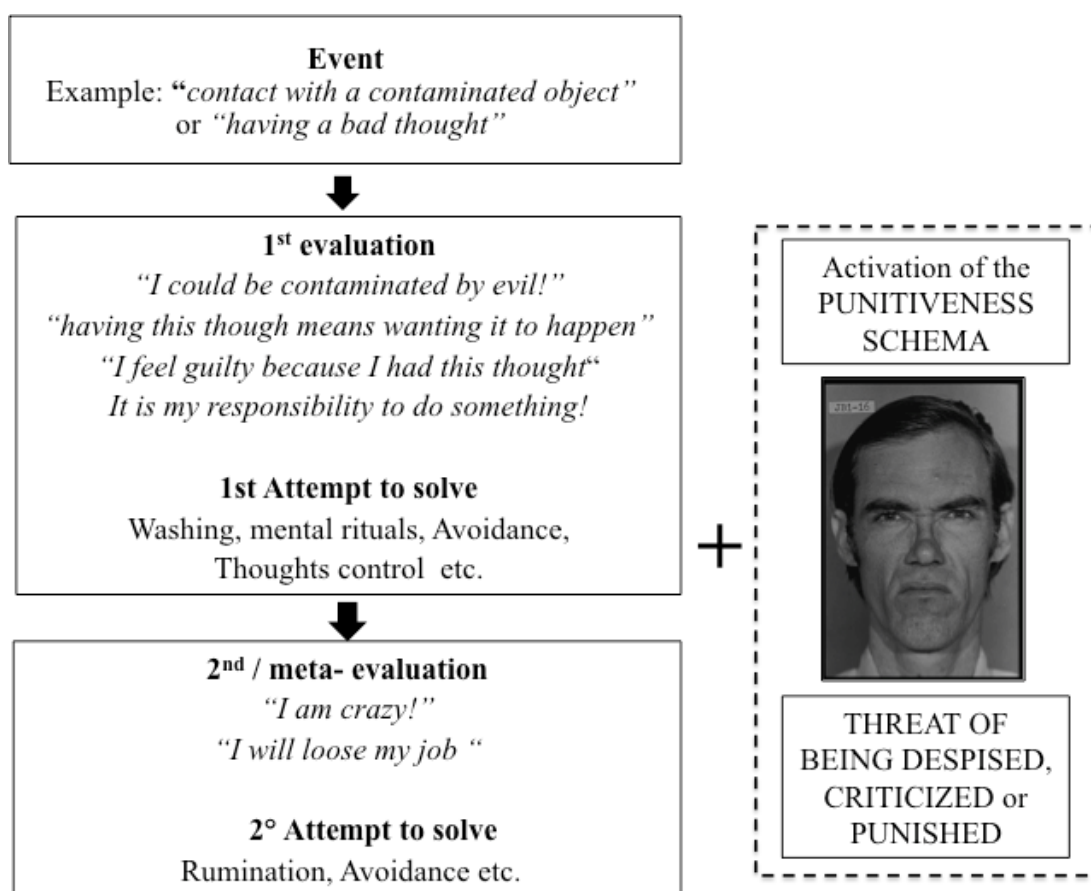 Event
Example: “contact with a contaminated object”
or “having a bad thought”
1st evaluation
“I could be contaminated by evil!”
“having this though means wanting it to happen”
“I feel guilty because I had this thought“
It is my responsibility to do something!
1st Attempt to solve
Washing, mental rituals, Avoidance,
Thoughts control etc.
2nd / meta- evaluation
“I am crazy!”
“I will loose my job “
2° Attempt to solve
Rumination, Avoidance etc.
+
Activation of the
PUNITIVENESS
SCHEMA
THREAT OF
BEING DESPISED,
CRITICIZED or
PUNISHED